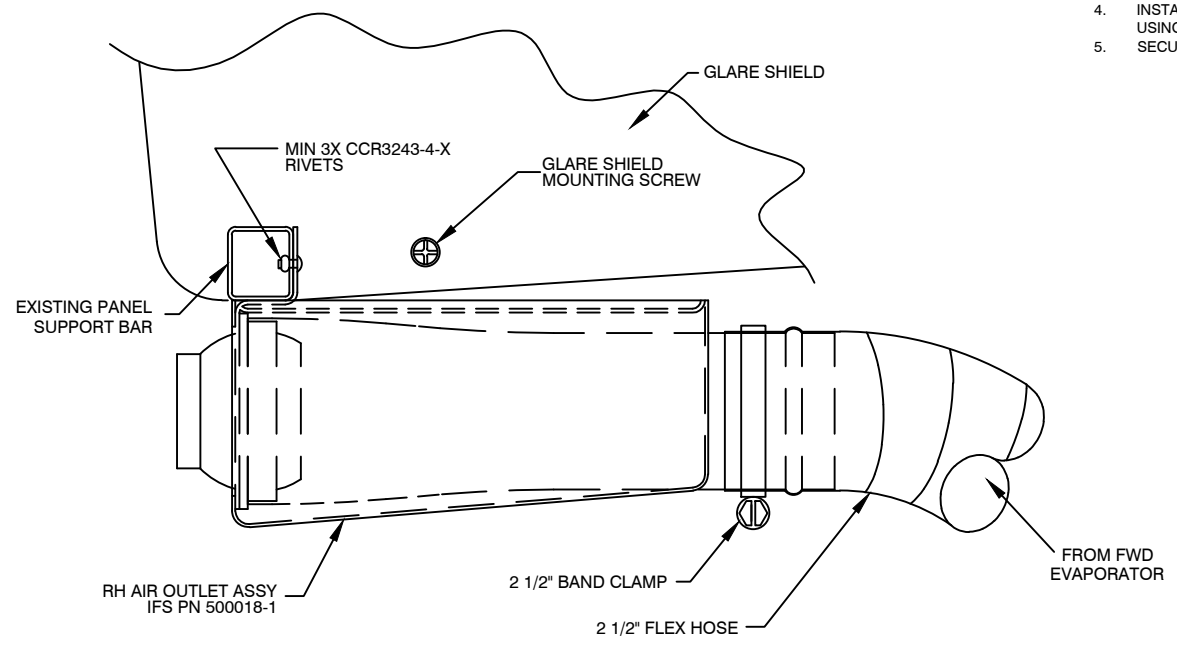 4. INSTA
USING
5. SECU
GLARE SHIELD
MIN 3X CCR3243-4-X
RIVETS
GLARE SHIELD
MOUNTING SCREW
EXISTING PANEL
SUPPORT BAR
RH AIR OUTLET ASSY
IFS PN 500018-1
2 1/2" BAND CLAMP
2 1/2" FLEX HOSE
FROM FWD
EVAPORATOR